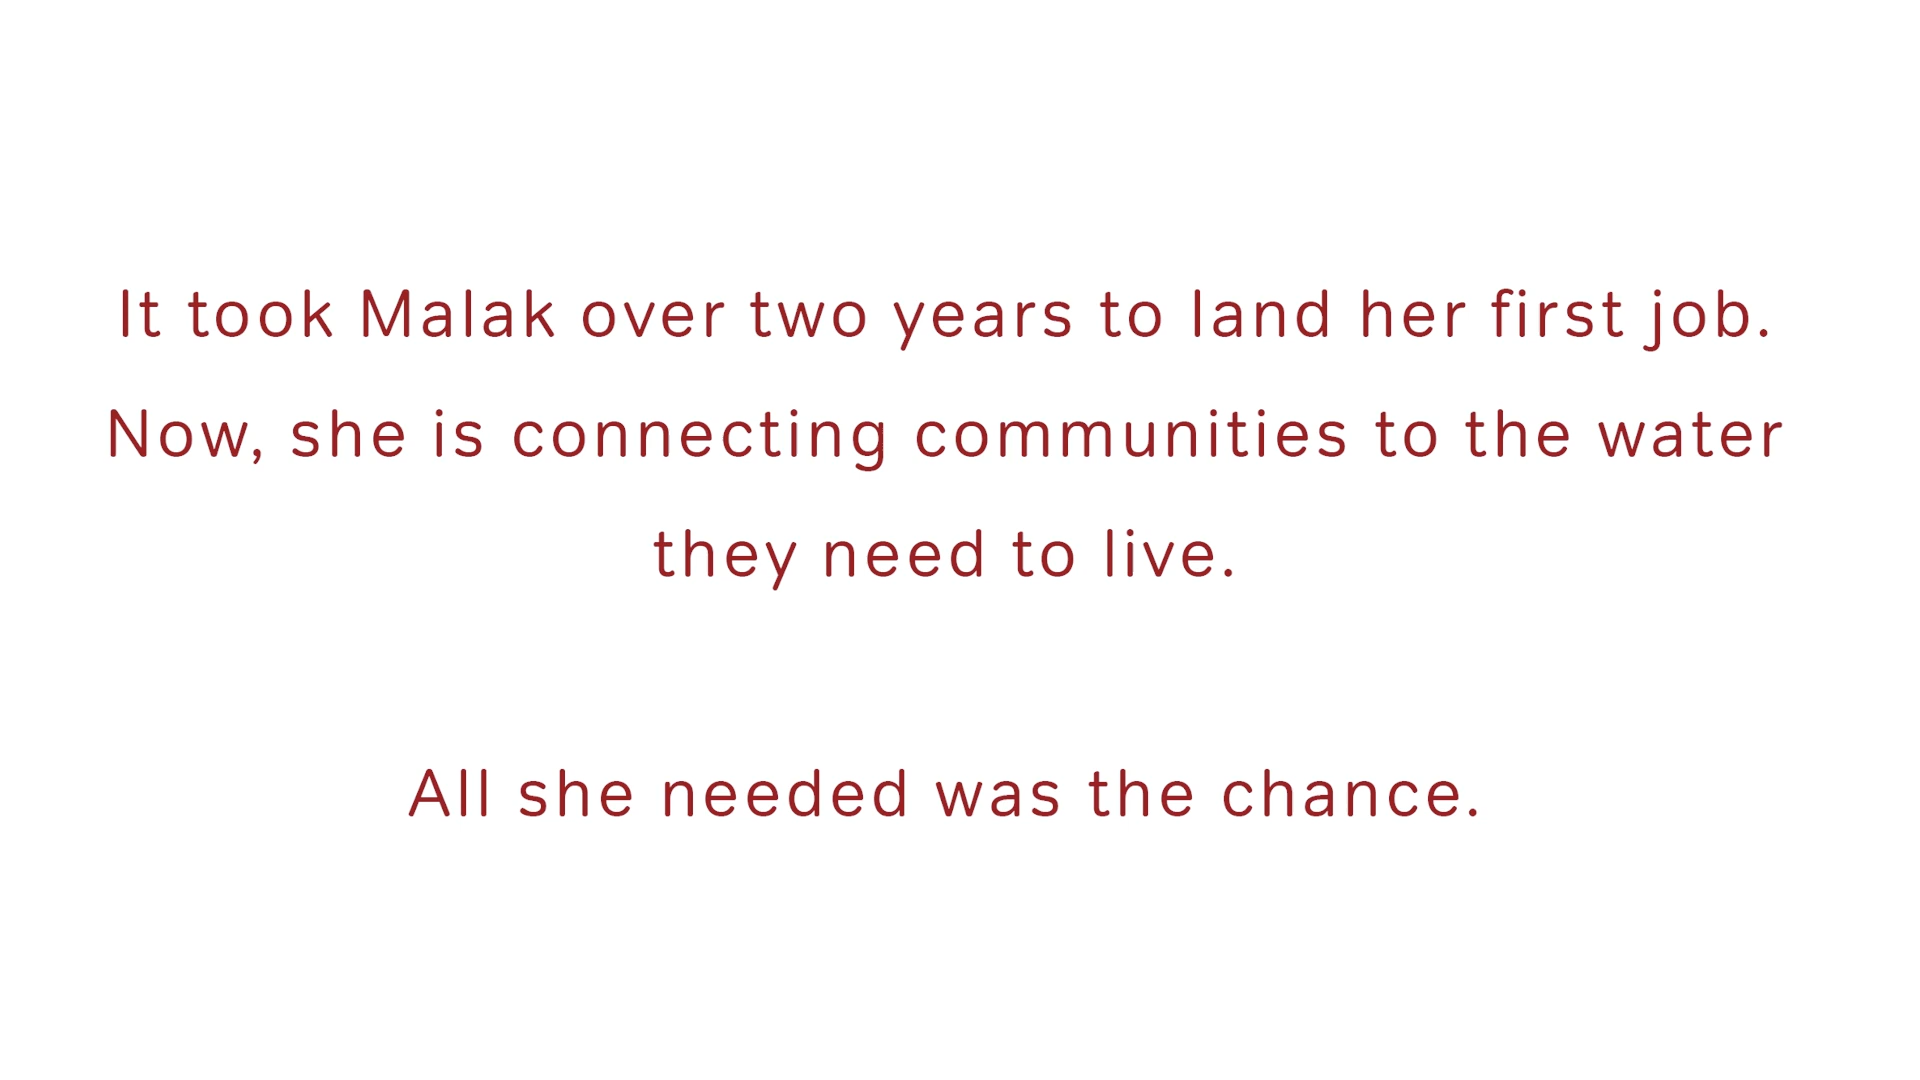 It took Malak over two years to land her first job.
Now, she is connecting communities to the water
they need to live.
All she needed was the chance.